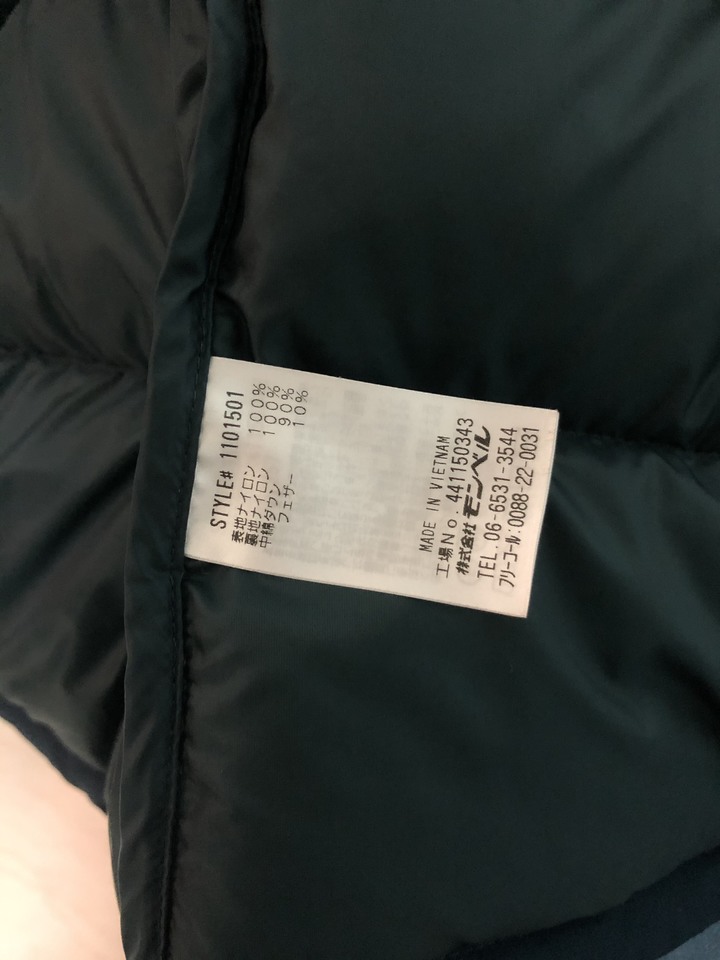 STYLE# 1101501
表地ナイロン 100%
裏地ナイロン 100%
中綿ダウン 90%
フェザー 10%
MADE IN VIETNAM
工場No. 441150343
株式会社 モンベル
TEL.06-6531-3544
フリーコール:0088-22-0031